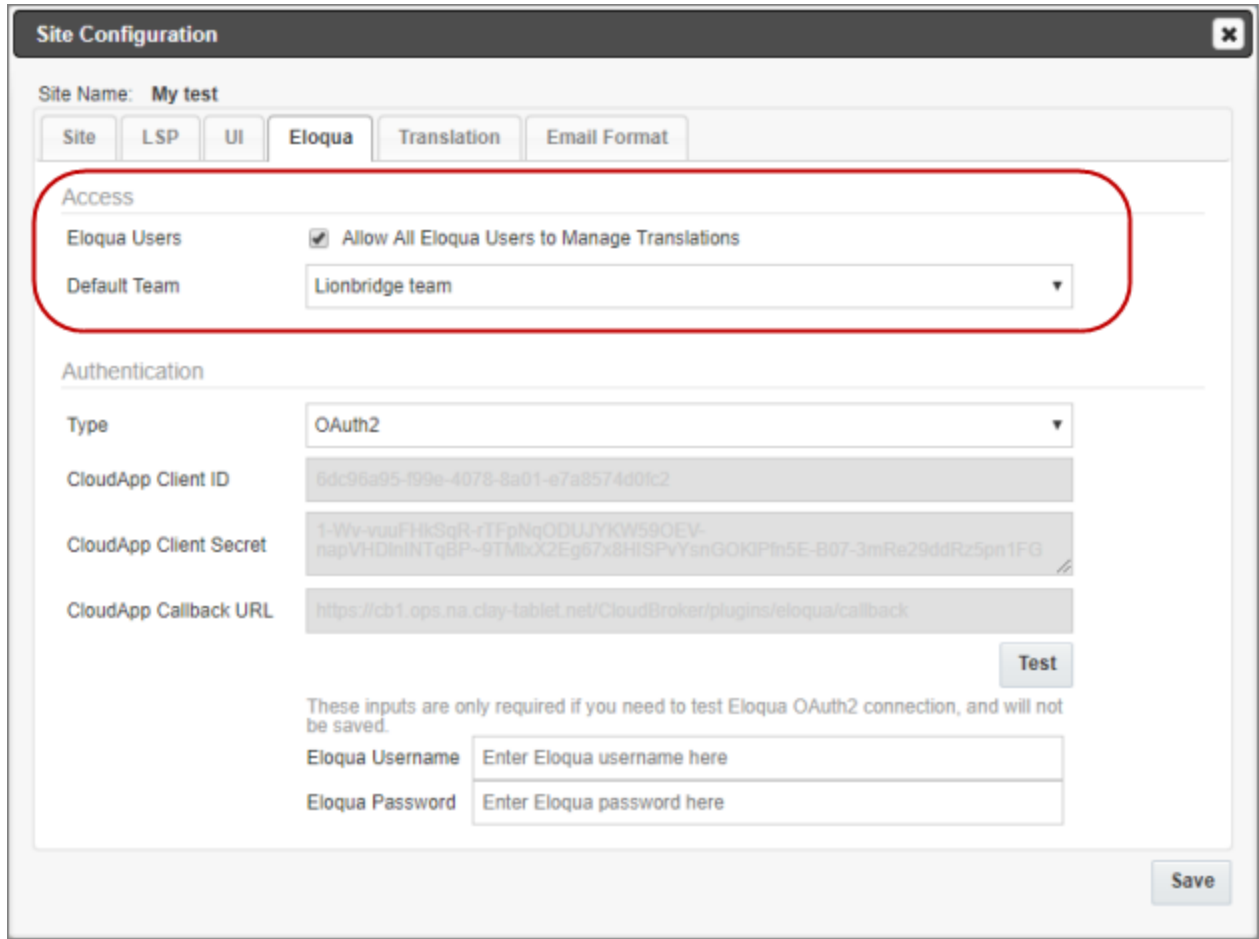 Site Configuration
Site Name: My test
Site LSP UI Eloqua Translation Email Format
Access
Eloqua Users Allow All Eloqua Users to Manage Translations
Default Team Lionbridge team
Authentication
Type OAuth2
CloudApp Client ID 6dc96a95-f99e-4078-8a01-e7a8574d0fc2
CloudApp Client Secret
CloudApp Callback URL https://cb1.ops.na.clay-tablet.net/CloudBroker/plugins/eloqua/callback
Test
These inputs are only required if you need to test Eloqua OAuth2 connection, and will not
be saved.
Eloqua Username Enter Eloqua username here
Eloqua Password Enter Eloqua password here
Save